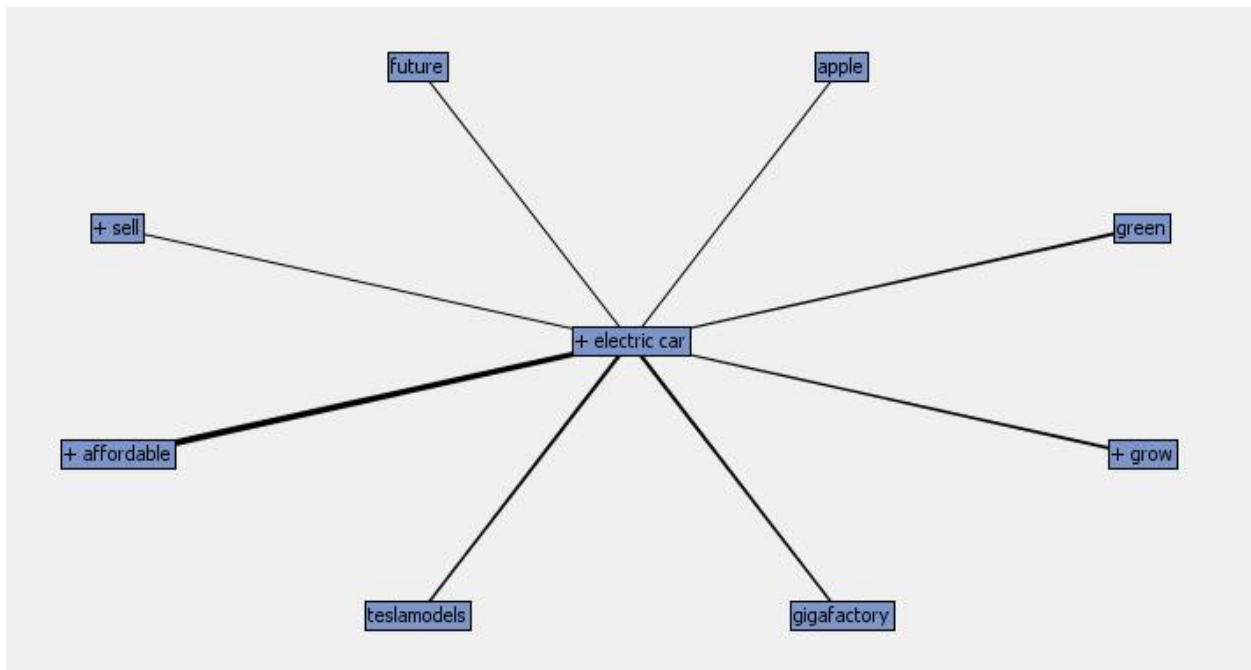 future
apple
+ sell
green
+ electric car
+ affordable
+ grow
teslamodels
gigafactory